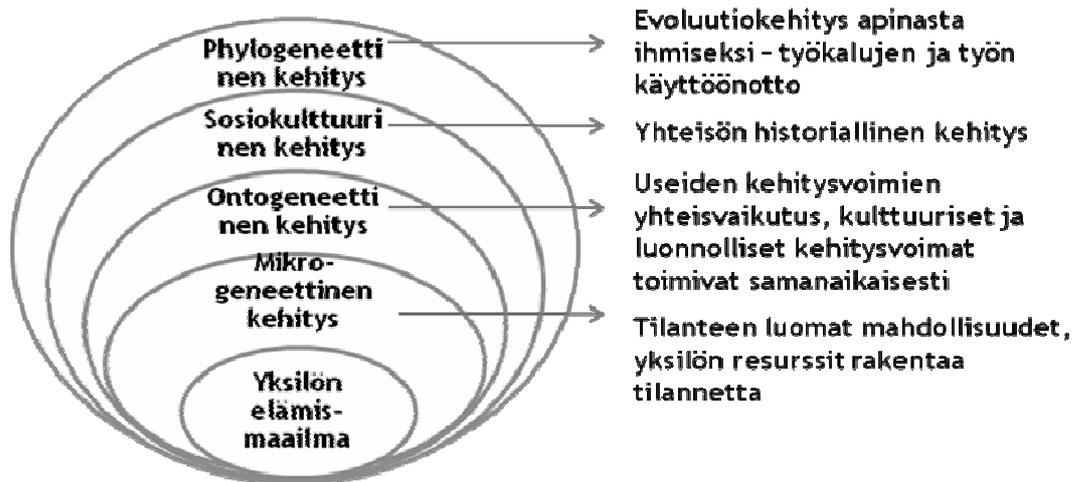 Phylogeneetti
nen kehitys
Evoluutiokehitys apinasta
ihmiseksi – työkalujen ja työn
käyttöönotto
Sosiokulttuuri
nen kehitys
Yhteisön historiallinen kehitys
Ontogeneetti
nen kehitys
Useiden kehitysvoimien
yhteisvaikutus, kulttuuriset ja
luonnolliset kehitysvoimat
toimivat samanaikaisesti
Mikro-
geneettinen
kehitys
Tilanteen luomat mahdollisuudet,
yksilön resurssit rakentaa
tilannetta
Yksilön
elämis-
maailma